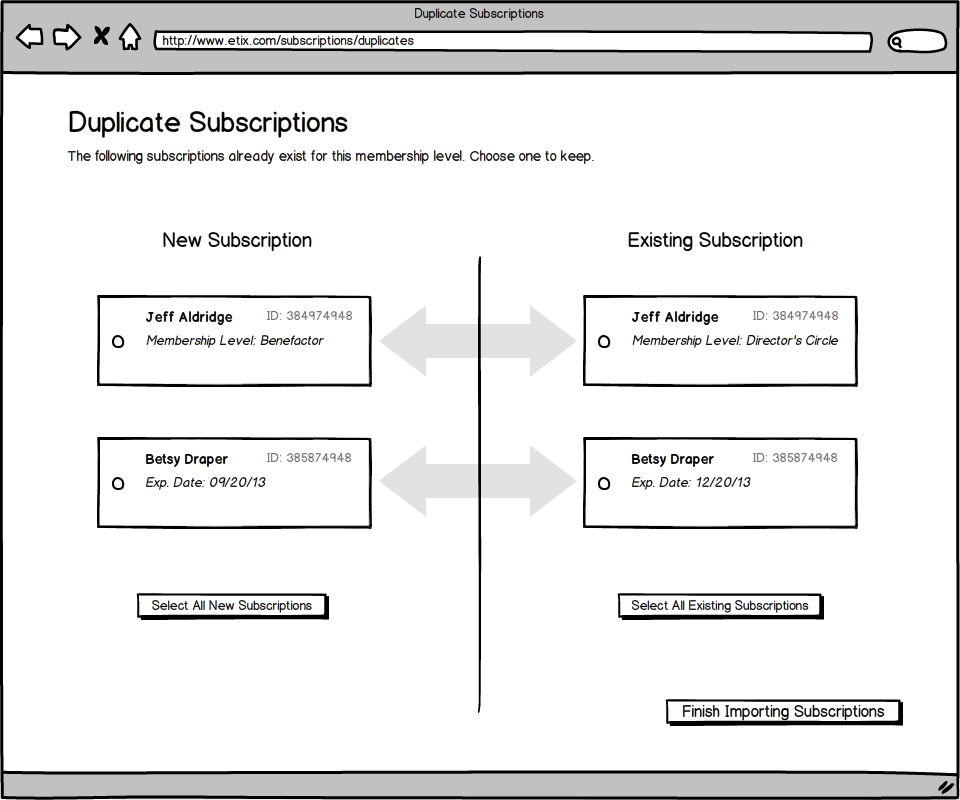 Duplicate Subscriptions
http://www.etix.com/subscriptions/duplicates
Duplicate Subscriptions
The following subscriptions already exist for this membership level. Choose one to keep.
New Subscription
Existing Subscription
Jeff Aldridge ID: 384974948
Membership Level: Benefactor
Jeff Aldridge ID: 384974948
Membership Level: Director's Circle
Betsy Draper ID: 385874948
Exp. Date: 09/20/13
Betsy Draper ID: 385874948
Exp. Date: 12/20/13
Select All New Subscriptions
Select All Existing Subscriptions
Finish Importing Subscriptions